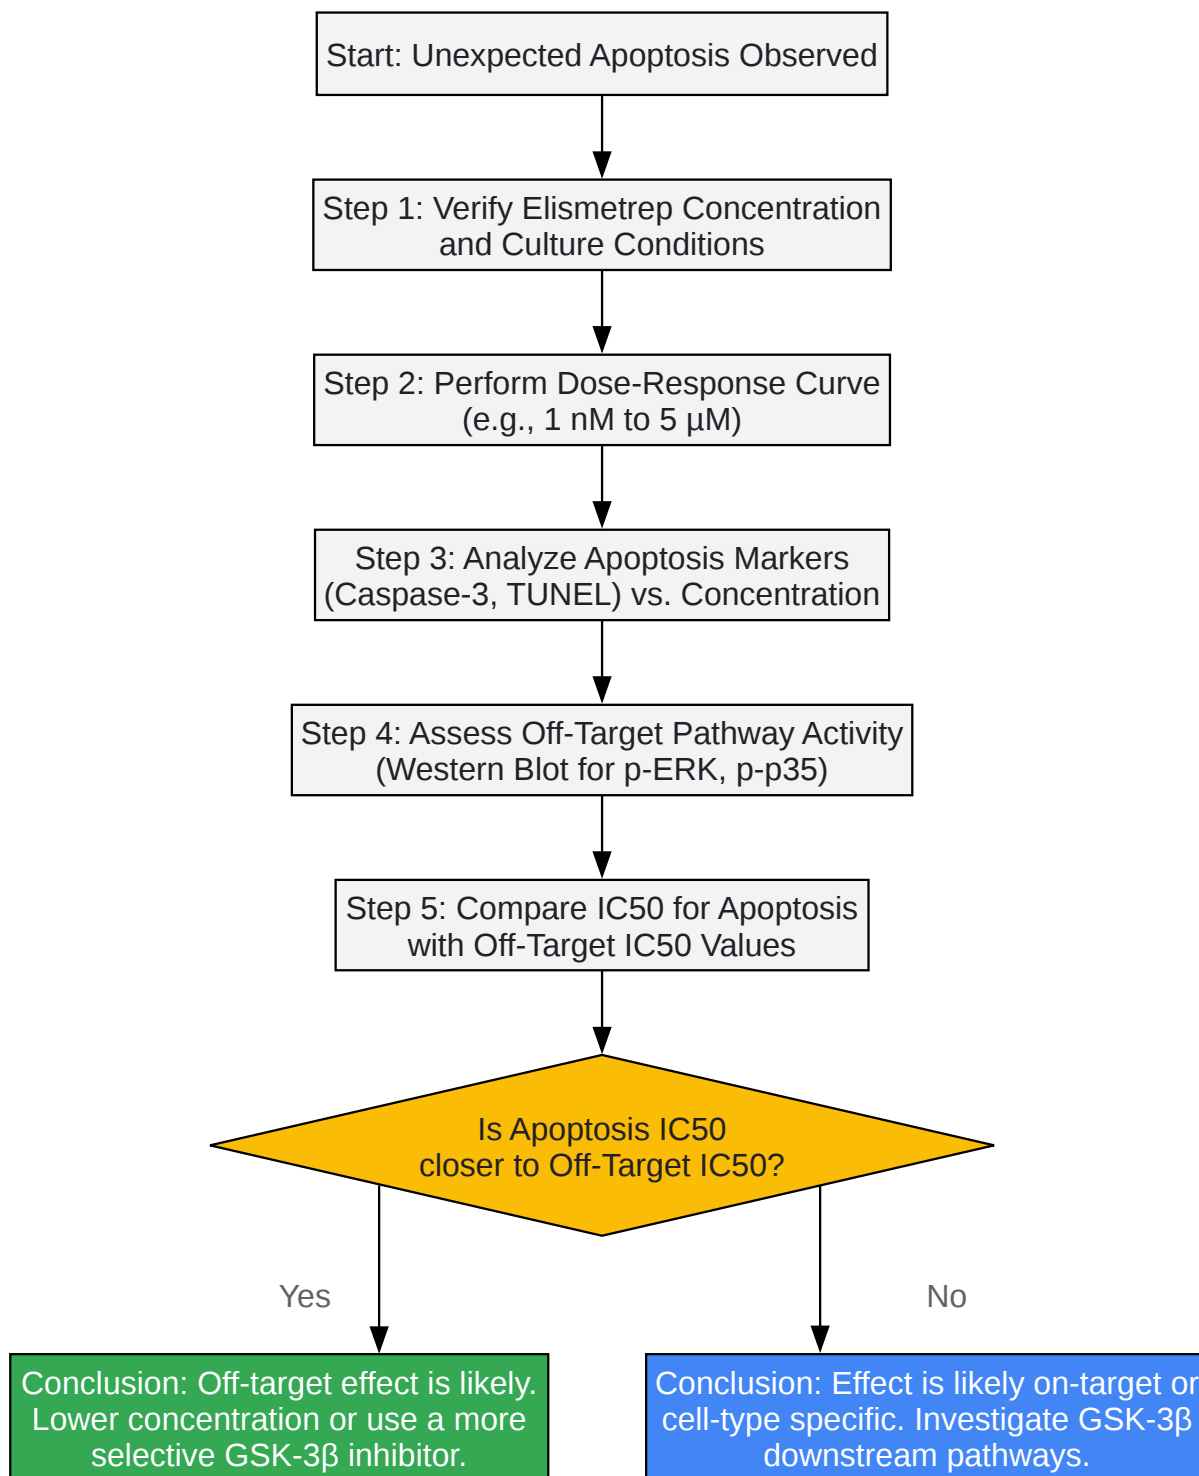 Start: Unexpected Apoptosis Observed
Step 1: Verify Elismetrep Concentration
and Culture Conditions
Step 2: Perform Dose-Response Curve
(e.g., 1 nM to 5 µM)
Step 3: Analyze Apoptosis Markers
(Caspase-3, TUNEL) vs. Concentration
Step 4: Assess Off-Target Pathway Activity
(Western Blot for p-ERK, p-p35)
Step 5: Compare IC50 for Apoptosis
with Off-Target IC50 Values
Is Apoptosis IC50
closer to Off-Target IC50?
Yes
No
Conclusion: Off-target effect is likely.
Lower concentration or use a more
selective GSK-3β inhibitor.
Conclusion: Effect is likely on-target or
cell-type specific. Investigate GSK-3β
downstream pathways.